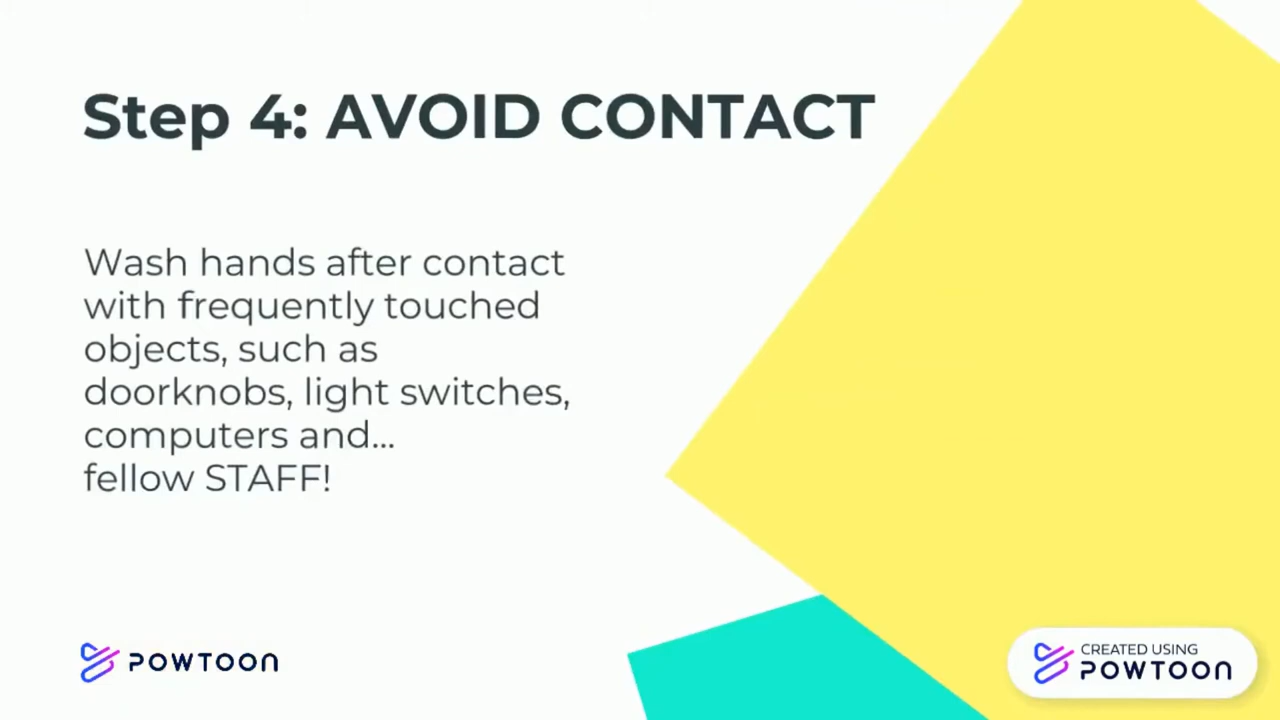 Step 4: AVOID CONTACT
Wash hands after contact
with frequently touched
objects, such as
doorknobs, light switches,
computers and...
fellow STAFF!
POWTOON
CREATED USING
POWTOON